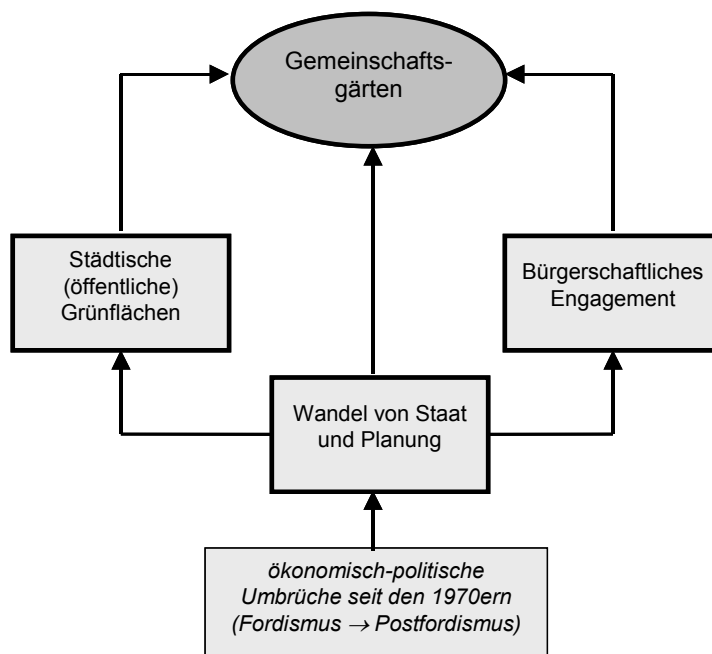 Gemeinschafts-
gärten
Städtische
(öffentliche)
Grünflächen
Bürgerschaftliches
Engagement
Wandel von Staat
und Planung
ökonomisch-politische
Umbrüche seit den 1970ern
(Fordismus → Postfordismus)